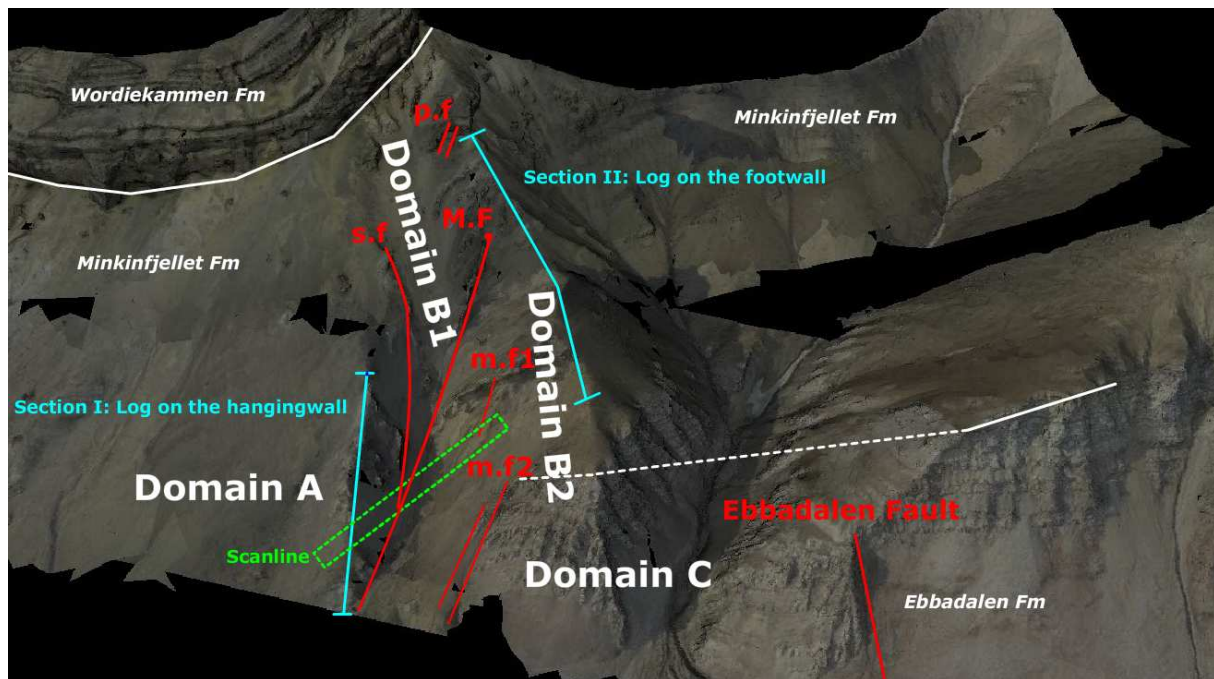 Wordiekammen Fm
p.f
Minkinfjellet Fm
Domain B1
Section II: Log on the footwall
M.F
s.f
Minkinfjellet Fm
Domain B2
m.f1
Section I: Log on the hangingwall
m.f2
Domain A
Ebbadalen Fault
Scanline
Domain C
Ebbadalen Fm